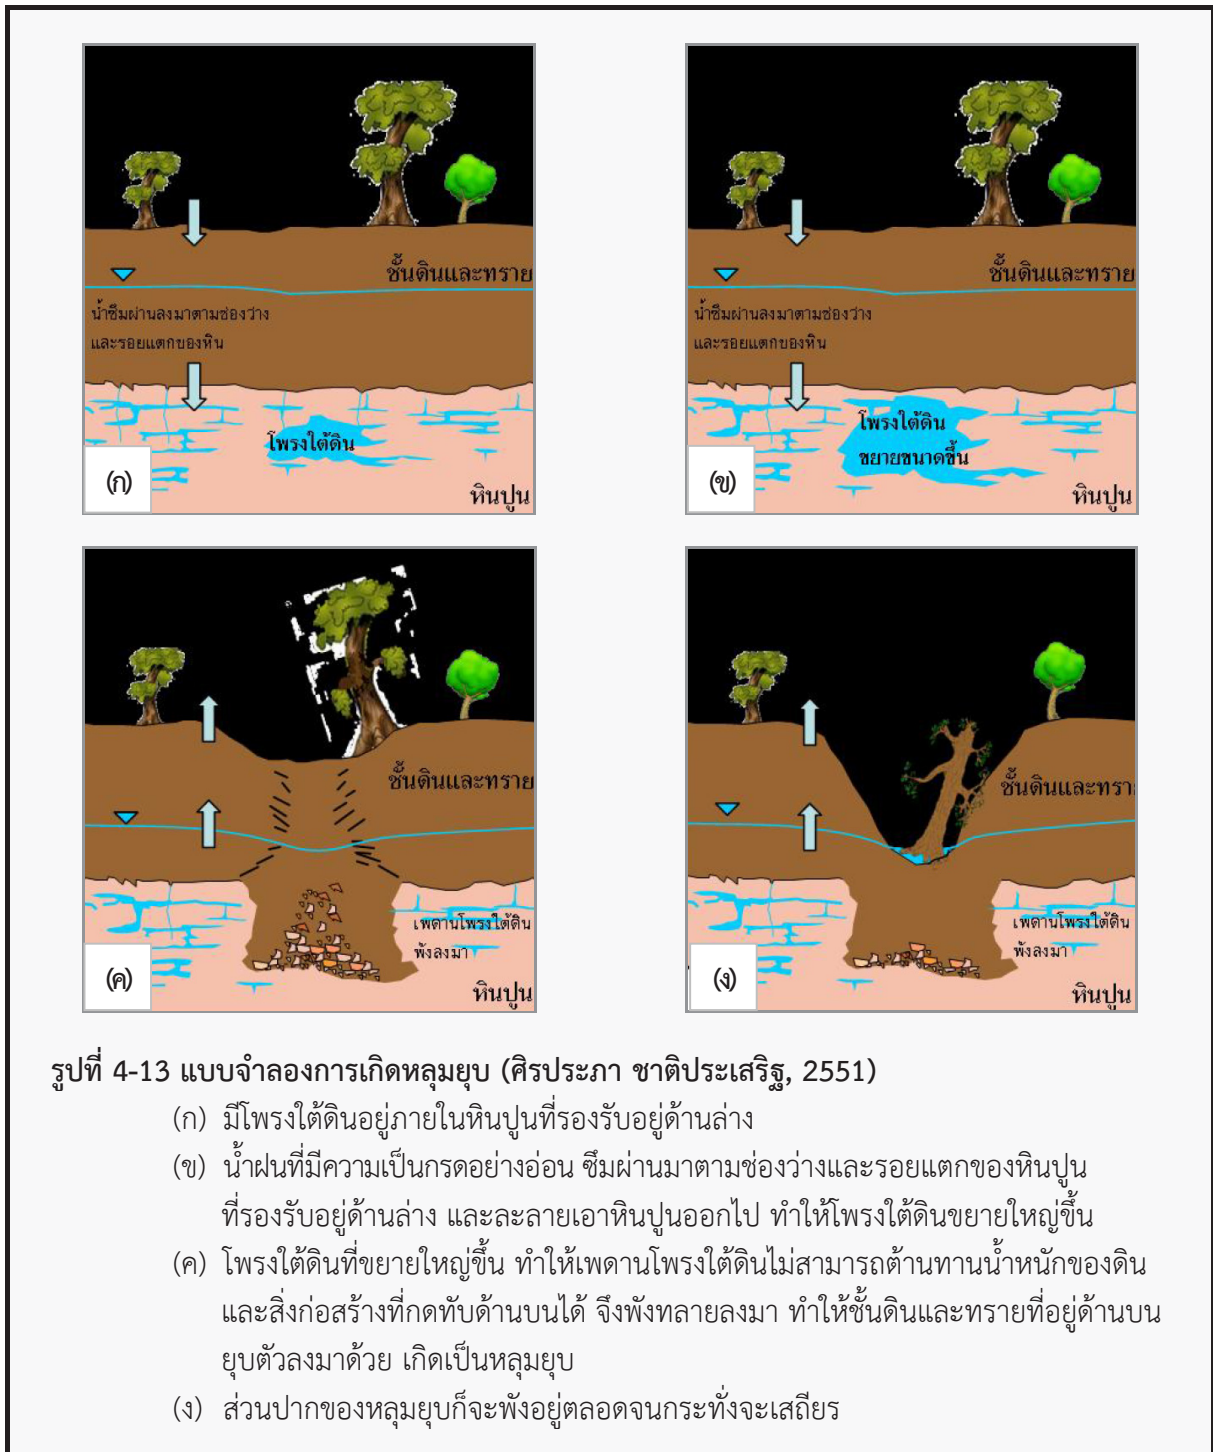 ชั้นดินและทราย
น้ำซึมผ่านลงมาตามช่องว่าง
และรอยแตกของหิน
โพรงใต้ดิน
(ก)
หินปูน
ชั้นดินและทราย
น้ำซึมผ่านลงมาตามช่องว่าง
และรอยแตกของหิน
โพรงใต้ดิน
ขยายขนาดขึ้น
(ข)
หินปูน
ชั้นดินและทราย
เพดานโพรงใต้ดิน
พังลงมา
(ค)
หินปูน
ชั้นดินและทรา
เพดานโพรงใต้ดิน
พังลงมา
(ง)
หินปูน
รูปที่ 4-13 แบบจำลองการเกิดหลุมยุบ (ศิรประภา ชาติประเสริฐ, 2551)
(ก) มีโพรงใต้ดินอยู่ภายในหินปูนที่รองรับอยู่ด้านล่าง
(ข) น้ำฝนที่มีความเป็นกรดอย่างอ่อน ซึมผ่านมาตามช่องว่างและรอยแตกของหินปูน
ที่รองรับอยู่ด้านล่าง และละลายเอาหินปูนออกไป ทำให้โพรงใต้ดินขยายใหญ่ขึ้น
(ค) โพรงใต้ดินที่ขยายใหญ่ขึ้น ทำให้เพดานโพรงใต้ดินไม่สามารถต้านทานน้ำหนักของดิน
และสิ่งก่อสร้างที่กดทับด้านบนได้ จึงพังทลายลงมา ทำให้ชั้นดินและทรายที่อยู่ด้านบน
ยุบตัวลงมาด้วย เกิดเป็นหลุมยุบ
(ง) ส่วนปากของหลุมยุบก็จะพังอยู่ตลอดจนกระทั่งจะเสถียร